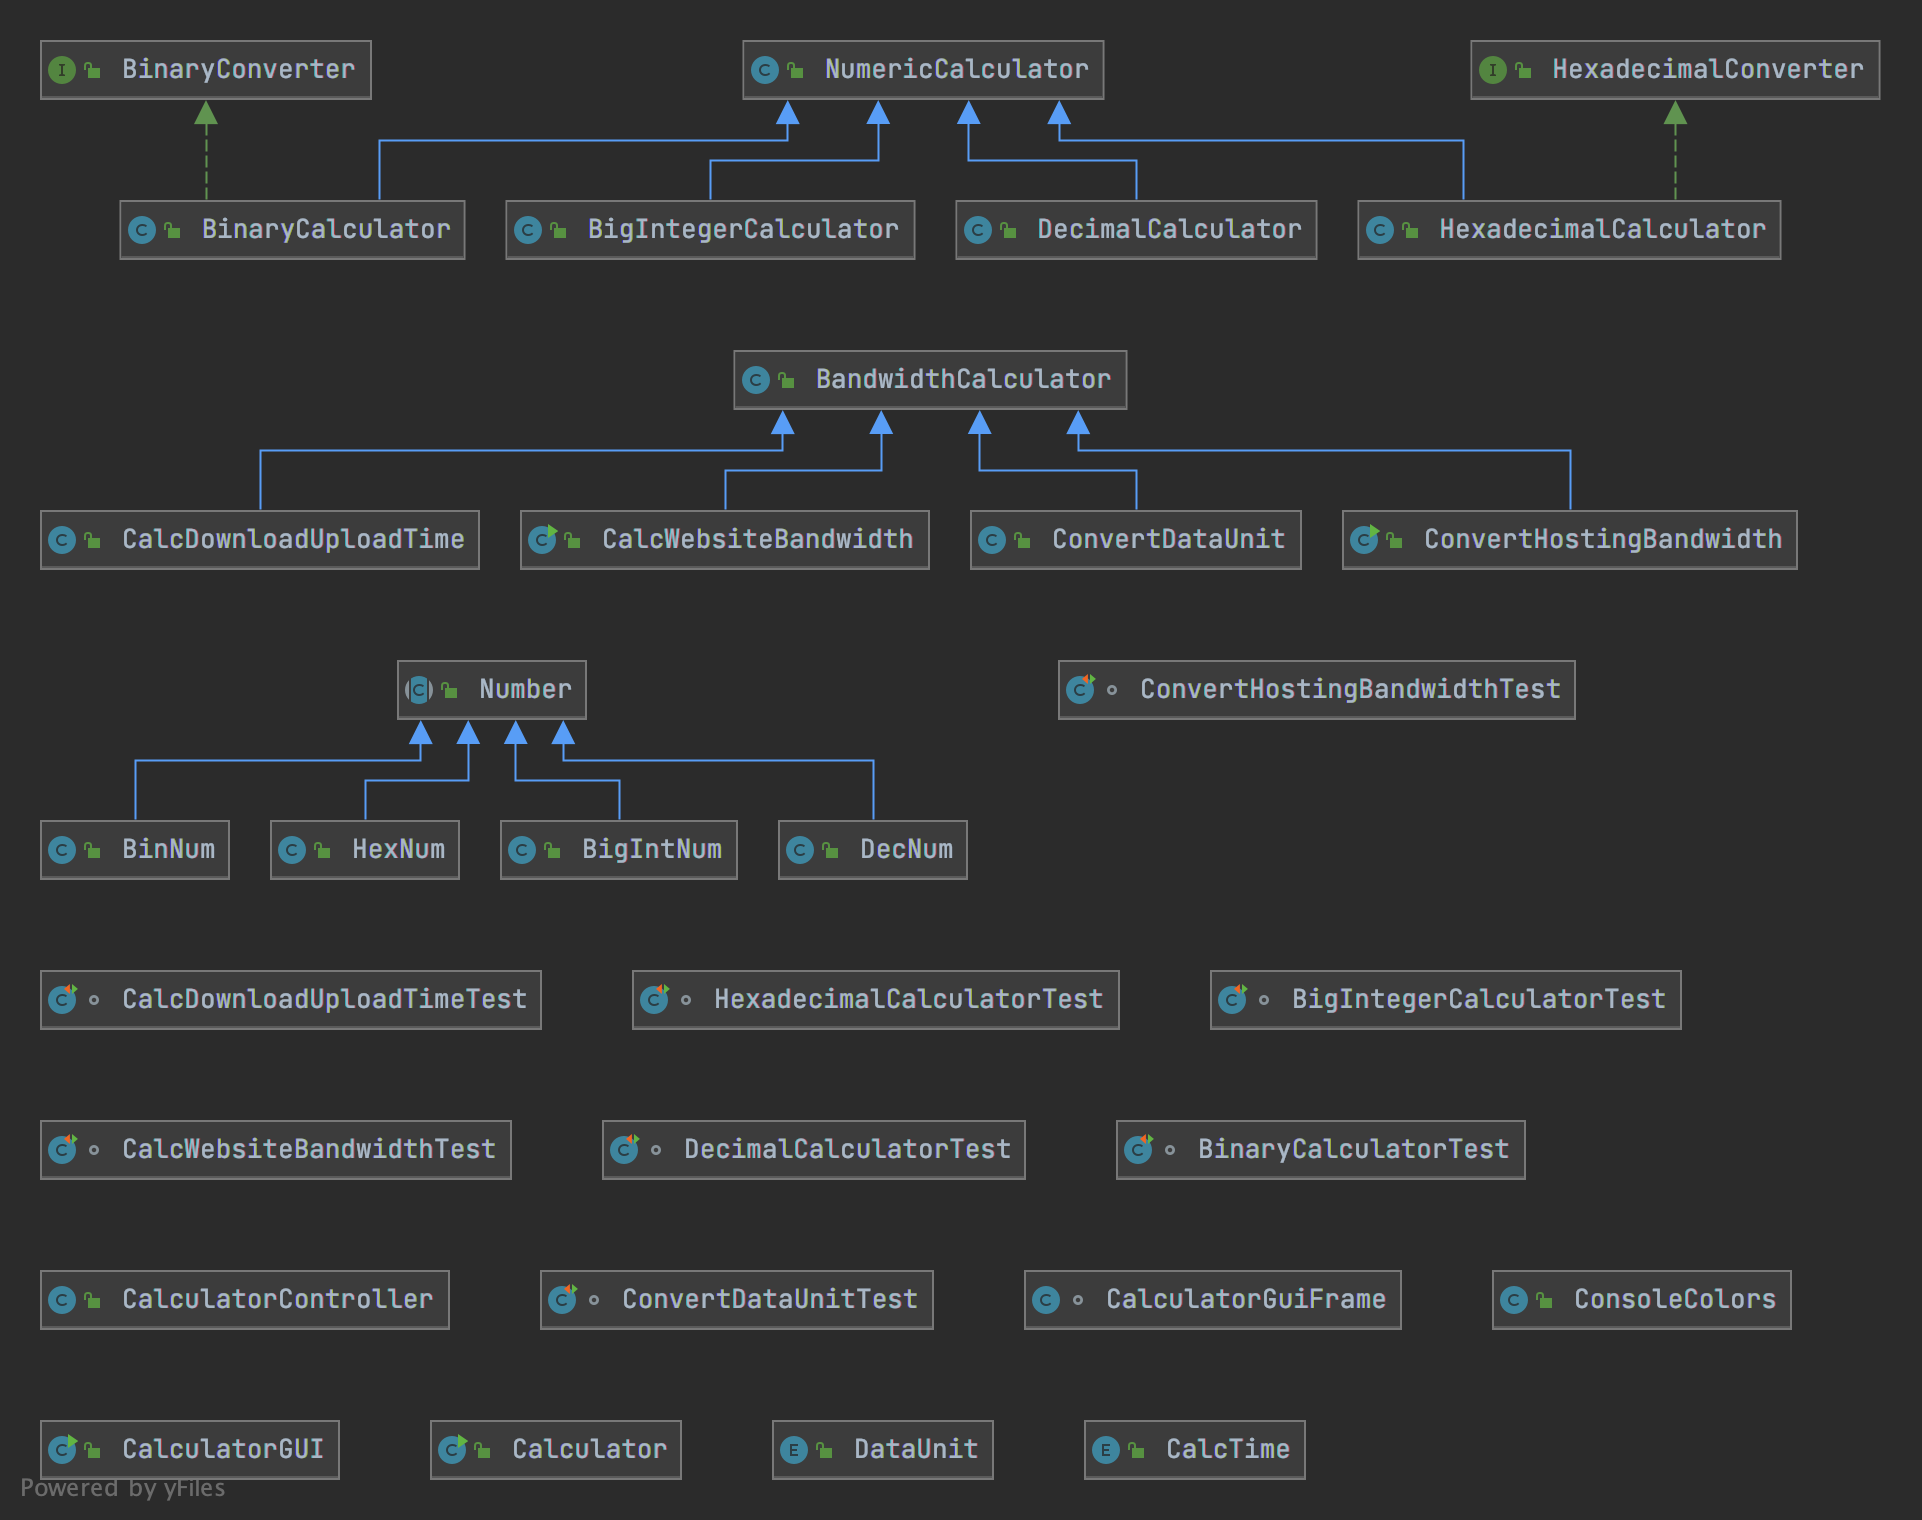 BinaryConverter
NumericCalculator
HexadecimalConverter
BinaryCalculator
BigIntegerCalculator
DecimalCalculator
HexadecimalCalculator
BandwidthCalculator
CalcDownloadUploadTime
CalcWebsiteBandwidth
ConvertDataUnit
ConvertHostingBandwidth
Number
ConvertHostingBandwidthTest
BinNum
HexNum
BigIntNum
DecNum
CalcDownloadUploadTimeTest
HexadecimalCalculatorTest
BigIntegerCalculatorTest
CalcWebsiteBandwidthTest
DecimalCalculatorTest
BinaryCalculatorTest
CalculatorController
ConvertDataUnitTest
CalculatorGuiFrame
ConsoleColors
CalculatorGUI
Calculator
DataUnit
CalcTime
Powered by yFiles